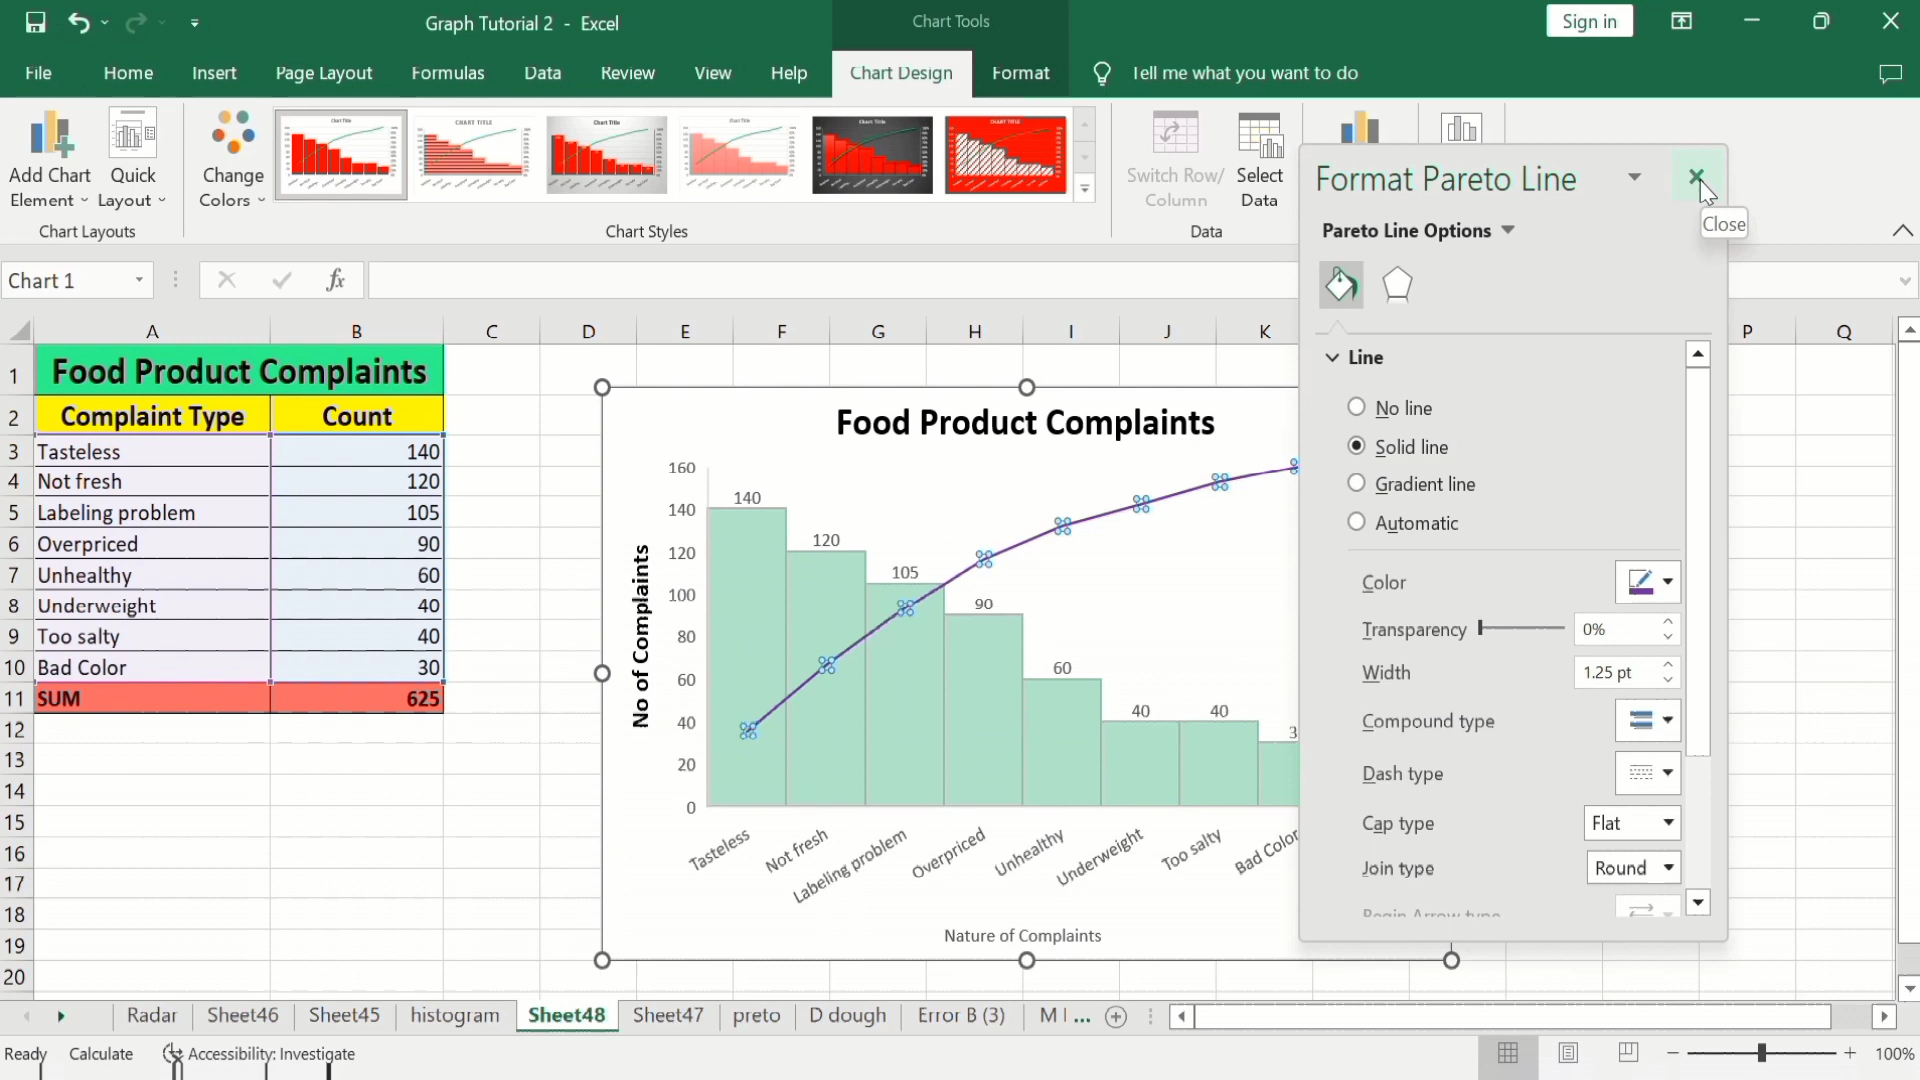 Graph Tutorial 2 - Excel
Chart Tools
Sign in
File
Home
Insert
Page Layout
Formulas
Data
Review
View
Help
Chart Design
Format
Tell me what you want to do
Add Chart
Element
Quick
Layout
Change
Colors
Switch Row/
Column
Select
Data
Chart Layouts
Chart Styles
Data
Chart 1
fx
A B C D E F G H I J K P Q
1 Food Product Complaints
2 Complaint Type Count
3 Tasteless 140
4 Not fresh 120
5 Labeling problem 105
6 Overpriced 90
7 Unhealthy 60
8 Underweight 40
9 Too salty 40
10 Bad Color 30
11 SUM 625
12
13
14
15
16
17
18
19
20
Food Product Complaints
No of Complaints
160
140
120
100
80
60
40
20
0
140
120
105
90
60
40
40
3
Tasteless
Not fresh
Labeling problem
Overpriced
Unhealthy
Underweight
Too salty
Bad Color
Nature of Complaints
Format Pareto Line
Close
Pareto Line Options
Line
No line
Solid line
Gradient line
Automatic
Color
Transparency 0%
Width 1.25 pt
Compound type
Dash type
Cap type Flat
Join type Round
Begin Arrow type
Radar
Sheet46
Sheet45
histogram
Sheet48
Sheet47
preto
D dough
Error B (3)
M I ...
Ready
Calculate
Accessibility: Investigate
100%